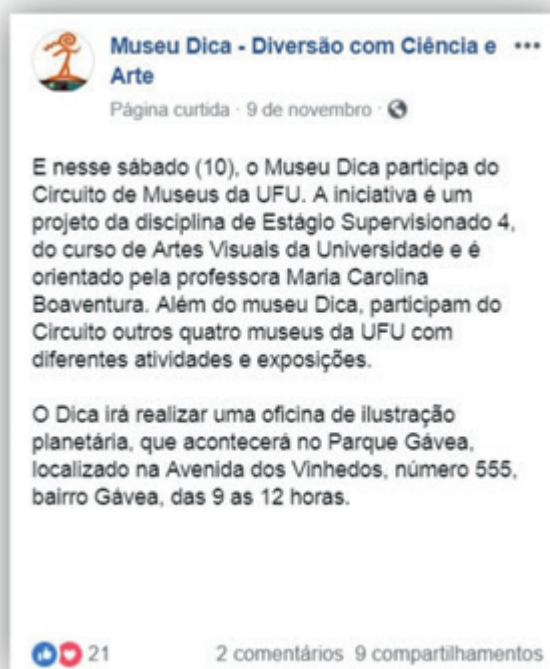 Museu Dica - Diversão com Ciência e ...
Arte
Página curtida · 9 de novembro ·
E nesse sábado (10), o Museu Dica participa do
Circuito de Museus da UFU. A iniciativa é um
projeto da disciplina de Estágio Supervisionado 4,
do curso de Artes Visuais da Universidade e é
orientado pela professora Maria Carolina
Boaventura. Além do museu Dica, participam do
Circuito outros quatro museus da UFU com
diferentes atividades e exposições.
O Dica irá realizar uma oficina de ilustração
planetária, que acontecerá no Parque Gávea,
localizado na Avenida dos Vinhedos, número 555,
bairro Gávea, das 9 as 12 horas.
21 2 comentários 9 compartilhamentos